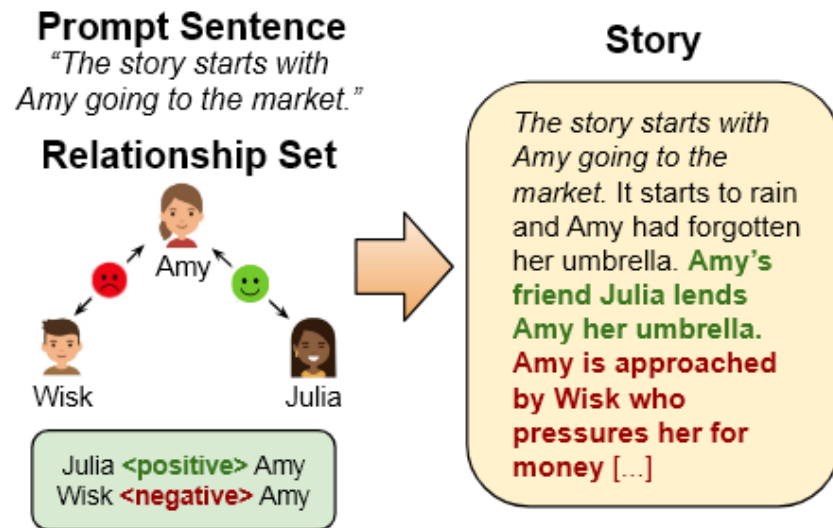 Prompt Sentence
“The story starts with
Amy going to the market.”
Relationship Set
Amy
Wisk
Julia
Julia <positive> Amy
Wisk <negative> Amy
Story
The story starts with
Amy going to the
market. It starts to rain
and Amy had forgotten
her umbrella. Amy’s
friend Julia lends
Amy her umbrella.
Amy is approached
by Wisk who
pressures her for
money [...]